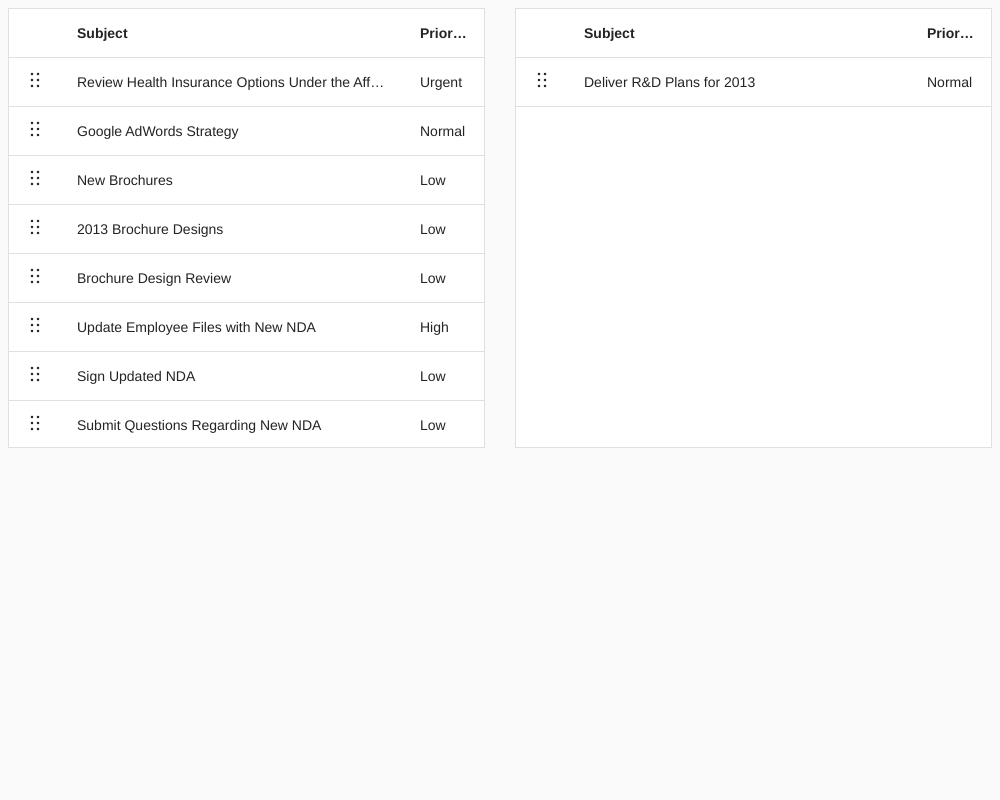 Subject Prior...
Review Health Insurance Options Under the Aff... Urgent
Google AdWords Strategy Normal
New Brochures Low
2013 Brochure Designs Low
Brochure Design Review Low
Update Employee Files with New NDA High
Sign Updated NDA Low
Submit Questions Regarding New NDA Low
Subject Prior...
Deliver R&D Plans for 2013 Normal